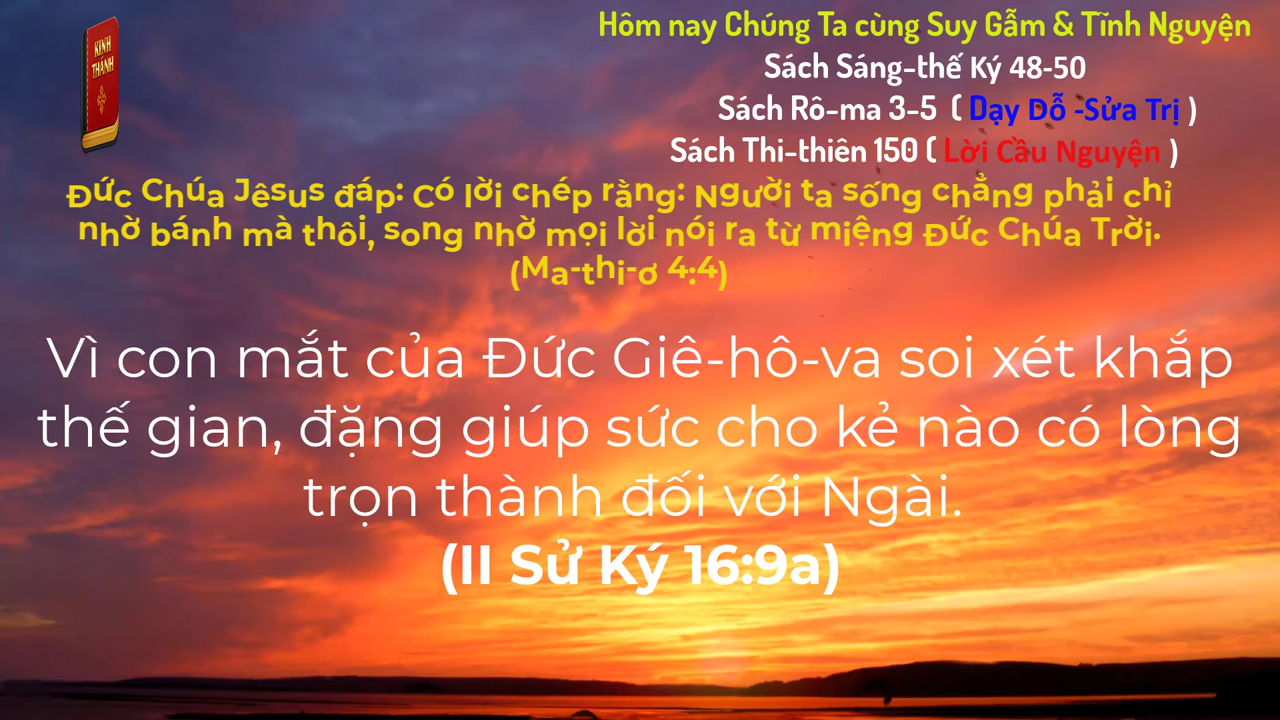 KINH
THÁNH
Hôm nay Chúng Ta cùng Suy Gẫm & Tĩnh Nguyện
Sách Sáng-thế Ký 48-50
Sách Rô-ma 3-5 ( Dạy Dỗ -Sửa Trị )
Sách Thi-thiên 150 ( Lời Cầu Nguyện )
Đức Chúa Jêsus đáp: Có lời chép rằng: Người ta sống chẳng phải chỉ
nhờ bánh mà thôi, song nhờ mọi lời nói ra từ miệng Đức Chúa Trời.
(Ma-thi-ơ 4:4)
Vì con mắt của Đức Giê-hô-va soi xét khắp
thế gian, đặng giúp sức cho kẻ nào có lòng
trọn thành đối với Ngài.
(II Sử Ký 16:9a)